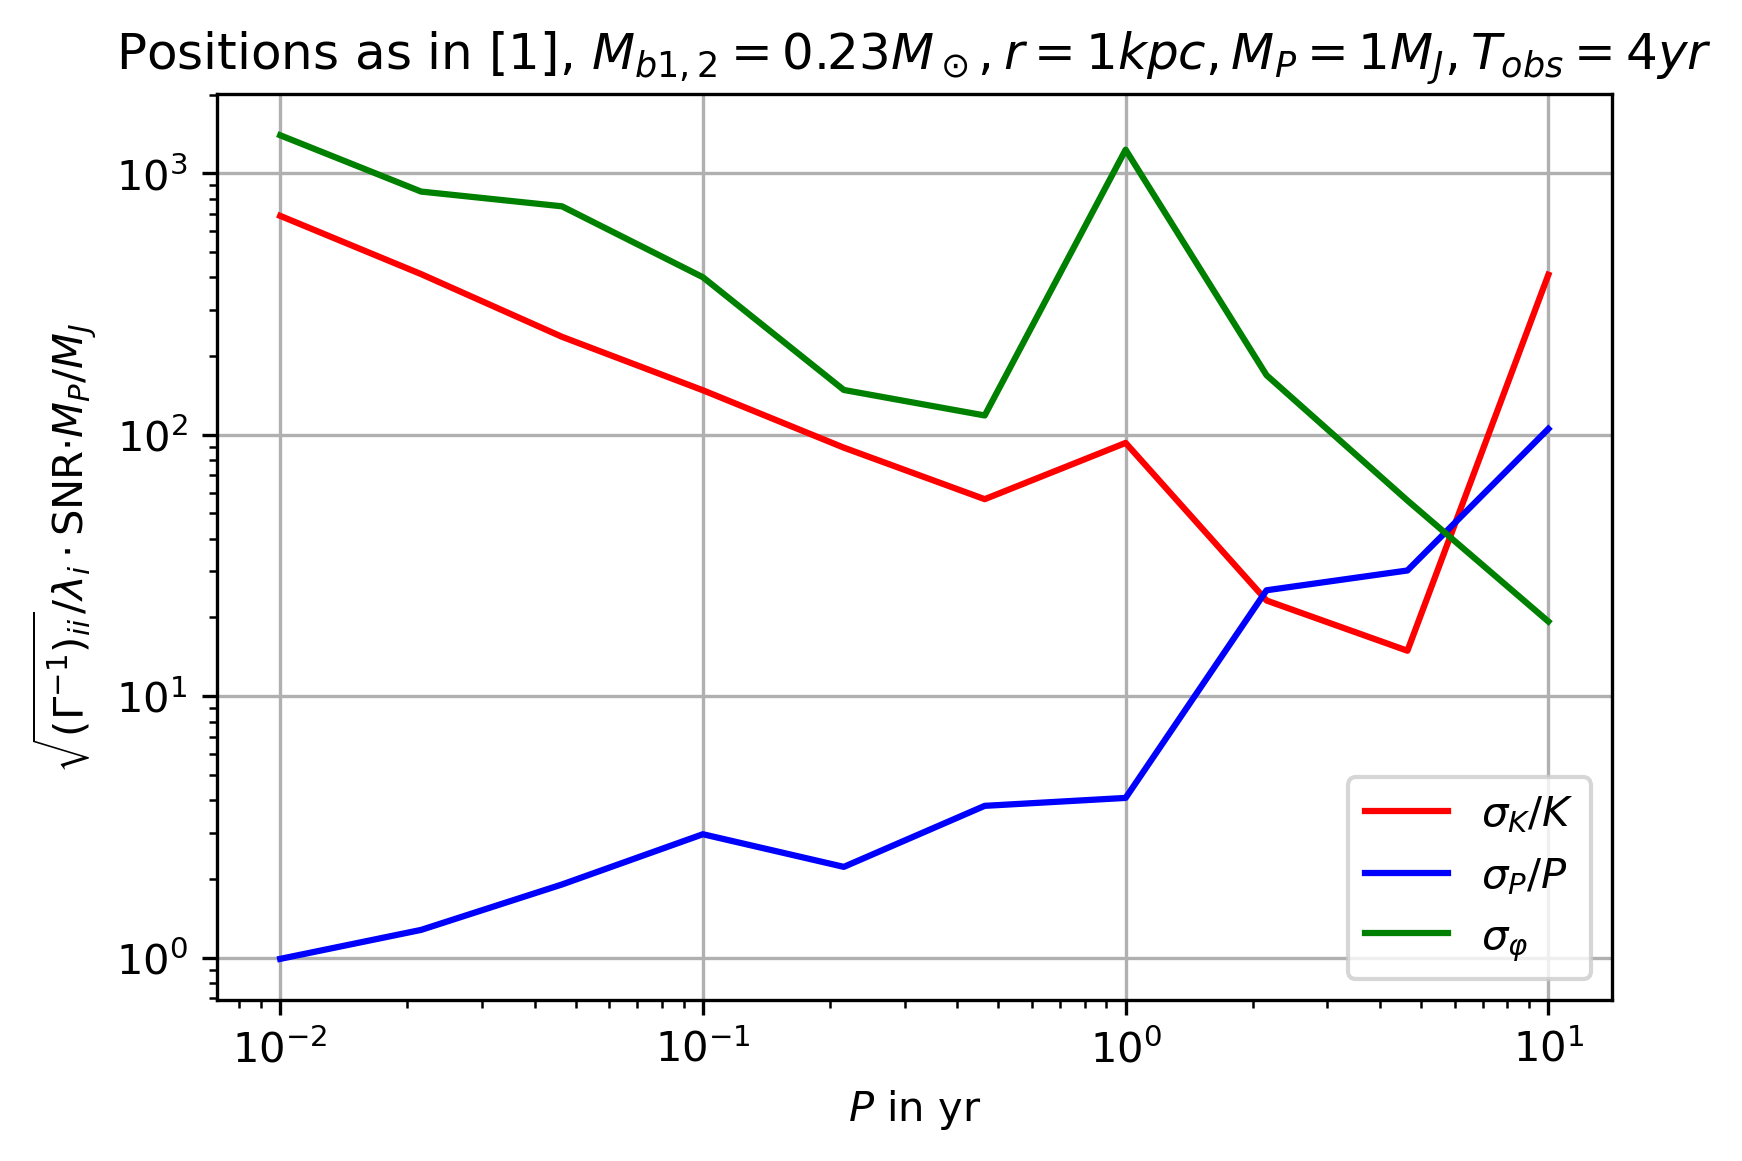 Positions as in [1], $M_{b1,2} = 0.23M_\odot, r = 1kpc, M_P = 1M_J, T_{obs} = 4yr$
$\sqrt{(\Gamma^{-1})_{ii}}/\lambda_i \cdot$ SNR$\cdot M_P/M_J$
$10^3$
$10^2$
$10^1$
$10^0$
$\sigma_K/K$
$\sigma_P/P$
$\sigma_\varphi$
$10^{-2}$ $10^{-1}$ $10^0$ $10^1$
$P$ in yr